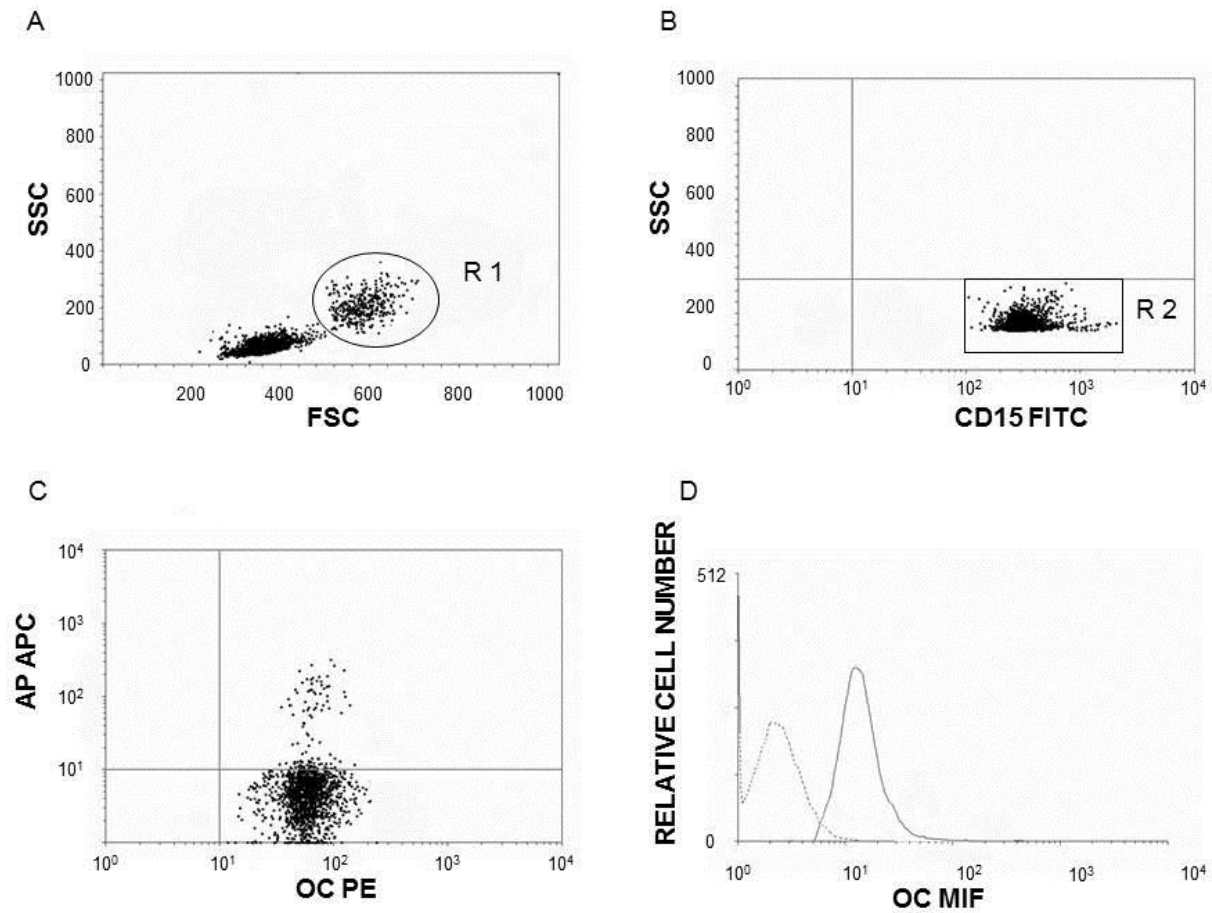 A
1000
800
600
400
200
0
SSC
R 1
200 400 600 800 1000
FSC
B
1000
800
600
400
200
0
SSC
R 2
10⁰ 10¹ 10² 10³ 10⁴
CD15 FITC
C
10⁴
10³
10²
10¹
AP APC
10⁰ 10¹ 10² 10³ 10⁴
OC PE
D
RELATIVE CELL NUMBER
512
0
10⁰ 10¹ 10² 10³ 10⁴
OC MIF